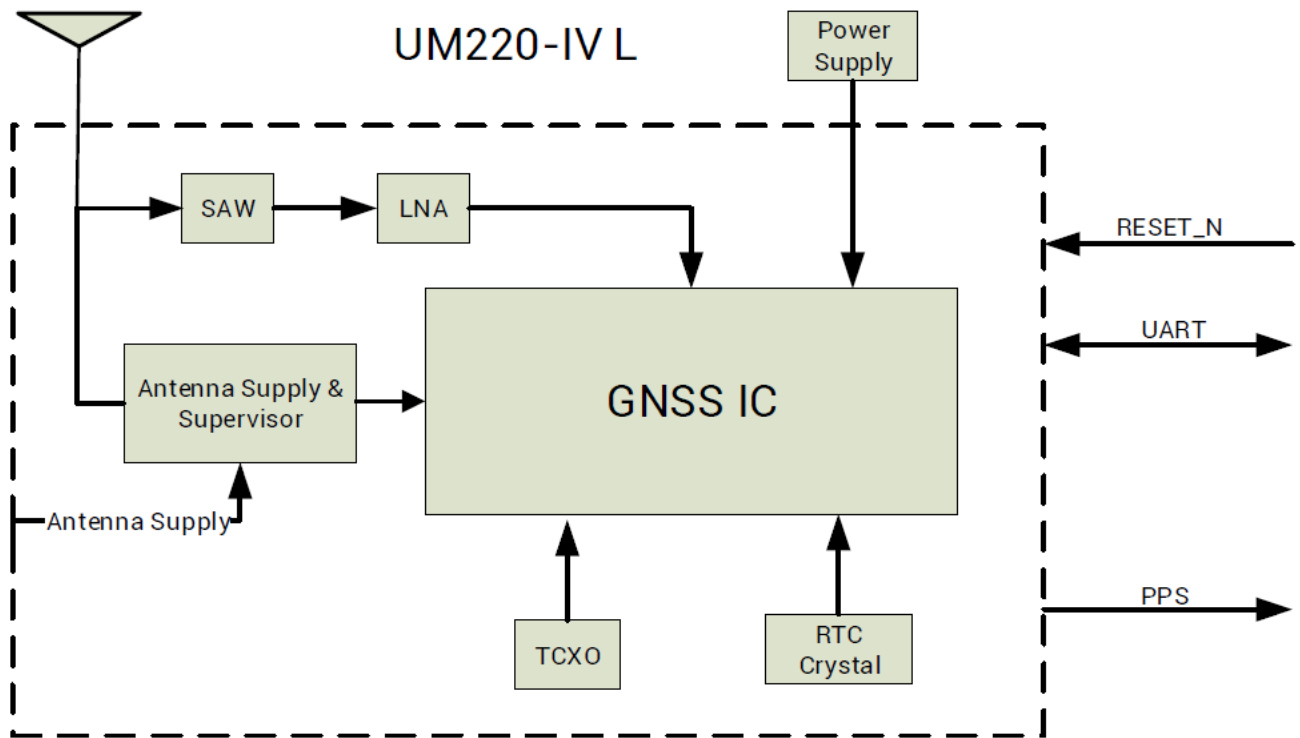 UM220-IV L
Power
Supply
SAW
LNA
RESET_N
UART
Antenna Supply &
Supervisor
GNSS IC
Antenna Supply
PPS
TCXO
RTC
Crystal